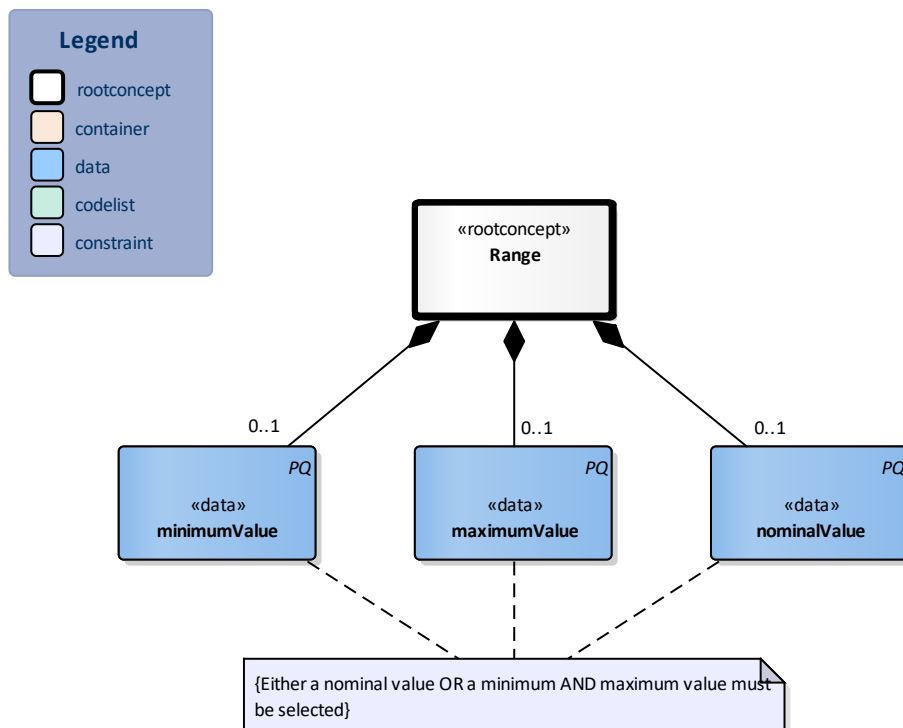 Legend
rootconcept
container
data
codelist
constraint
«rootconcept»
Range
0..1
0..1
0..1
PQ
«data»
minimumValue
PQ
«data»
maximumValue
PQ
«data»
nominalValue
{Either a nominal value OR a minimum AND maximum value must
be selected}